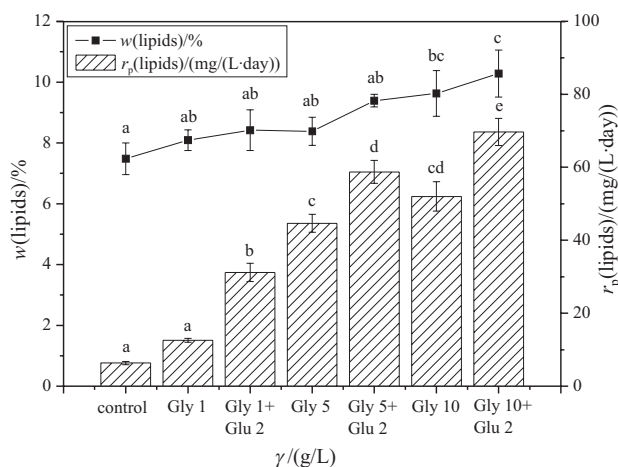 w(lipids)/%
r_p(lipids)/(mg/(L·day))
12
10
8
6
4
2
0
w(lipids)/%
100
80
60
40
20
0
r_p(lipids)/(mg/(L·day))
a
ab
ab
ab
ab
bc
c
a
a
b
c
d
cd
e
control
Gly 1
Gly 1+
Glu 2
Gly 5
Gly 5+
Glu 2
Gly 10
Gly 10+
Glu 2
γ/(g/L)